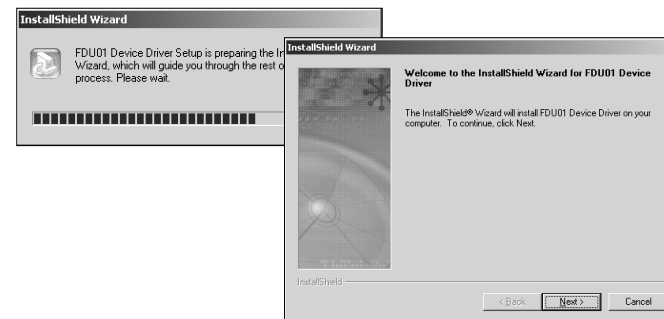 InstallShield Wizard
FDU01 Device Driver Setup is preparing the
Wizard, which will guide you through the rest
process. Please wait.
InstallShield Wizard
Welcome to the InstallShield Wizard for FDU01 Device
Driver
The InstallShield® Wizard will install FDU01 Device Driver on your
computer. To continue, click Next.
InstallShield
< Back Next > Cancel